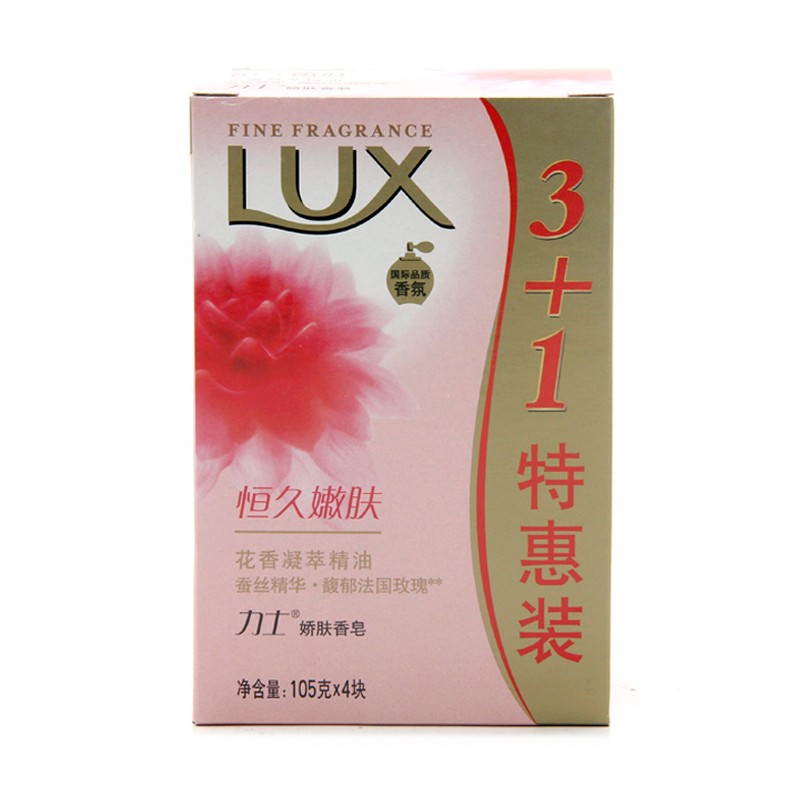 FINE FRAGRANCE
LUX
国际品质
香氛
3+1
特惠装
恒久嫩肤
花香凝萃精油
蚕丝精华·馥郁法国玫瑰**
力士®娇肤香皂
净含量:105克×4块